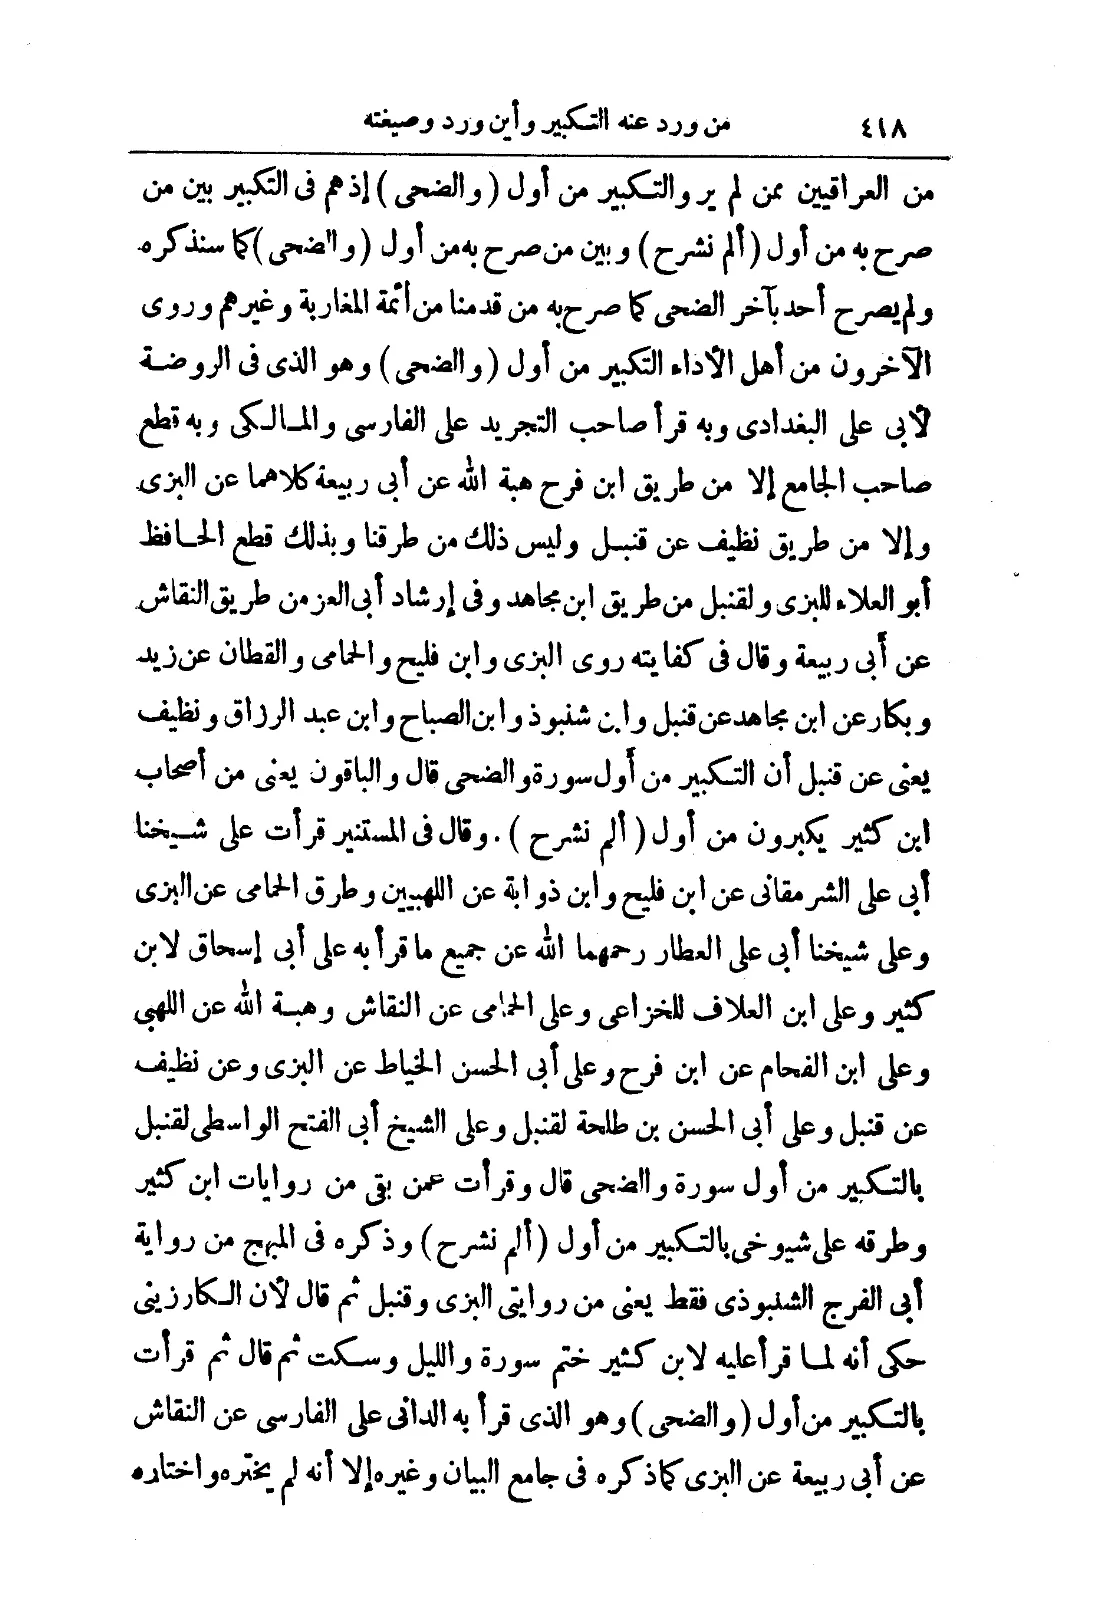 ٤١٨ من ورد عنه التكبير وأين ورد وصيغته
من العراقيين ممن لم يرو التكبير من أول (والضحى) إذ هم فى التكبير بين من
صرح به من أول (ألم نشرح) وبين من صرح به من أول (والضحى) كما سنذكره
ولم يصرح أحد بآخر الضحى كما صرح به من قدمنا من أئمة المغاربة وغيرهم وروى
الآخرون من أهل الأداء التكبير من أول (والضحى) وهو الذى فى الروضة
لأبى على البغدادى وبه قرأ صاحب التجريد على الفارسى والمالكى وبه قطع
صاحب الجامع إلا من طريق ابن فرح هبة الله عن أبى ربيعة كلاهما عن البزى
وإلا من طريق نظيف عن قنبل وليس ذلك من طرقنا وبذلك قطع الحافظ
أبو العلاء للبزى ولقنبل من طريق ابن مجاهد وفى إرشاد أبى العز من طريق النقاش
عن أبى ربيعة وقال فى كفايته روى البزى وابن فليح والحمامى والقطان عن زيد
وبكار عن ابن مجاهد عن قنبل وابن شنبوذ وابن الصباح وابن عبد الرزاق ونظيف
يعنى عن قنبل أن التكبير من أول سورة والضحى قال والباقون يعنى من أصحاب
ابن كثير يكبرون من أول (ألم نشرح). وقال فى المستنير قرأت على شيخنا
أبى على الشرمقانى عن ابن فليح وابن ذوابة عن اللهبيين وطرق الحمامى عن البزى
وعلى شيخنا أبى على العطار رحمهما الله عن جميع ما قرأ به على أبى إسحاق لابن
كثير وعلى ابن العلاف للخزاعى وعلى الحمامى عن النقاش وهبة الله عن اللهبى
وعلى ابن الفحام عن ابن فرح وعلى أبى الحسن الخياط عن البزى وعن نظيف
عن قنبل وعلى أبى الحسن بن طلحة لقنبل وعلى الشيخ أبى الفتح الواسطى لقنبل
بالتكبير من أول سورة والضحى قال وقرأت عمن بقى من روايات ابن كثير
وطرقه على شيوخى بالتكبير من أول (ألم نشرح) وذكره فى المبهج من رواية
أبى الفرج الشنبوذى فقط يعنى من روايتى البزى وقنبل ثم قال لأن الكارزينى
حكى أنه لما قرأ عليه لابن كثير ختم سورة والليل وسكت ثم قال ثم قرأت
بالتكبير من أول (والضحى) وهو الذى قرأ به الدانى على الفارسى عن النقاش
عن أبى ربيعة عن البزى كما ذكره فى جامع البيان وغيره إلا أنه لم يختره واختاره